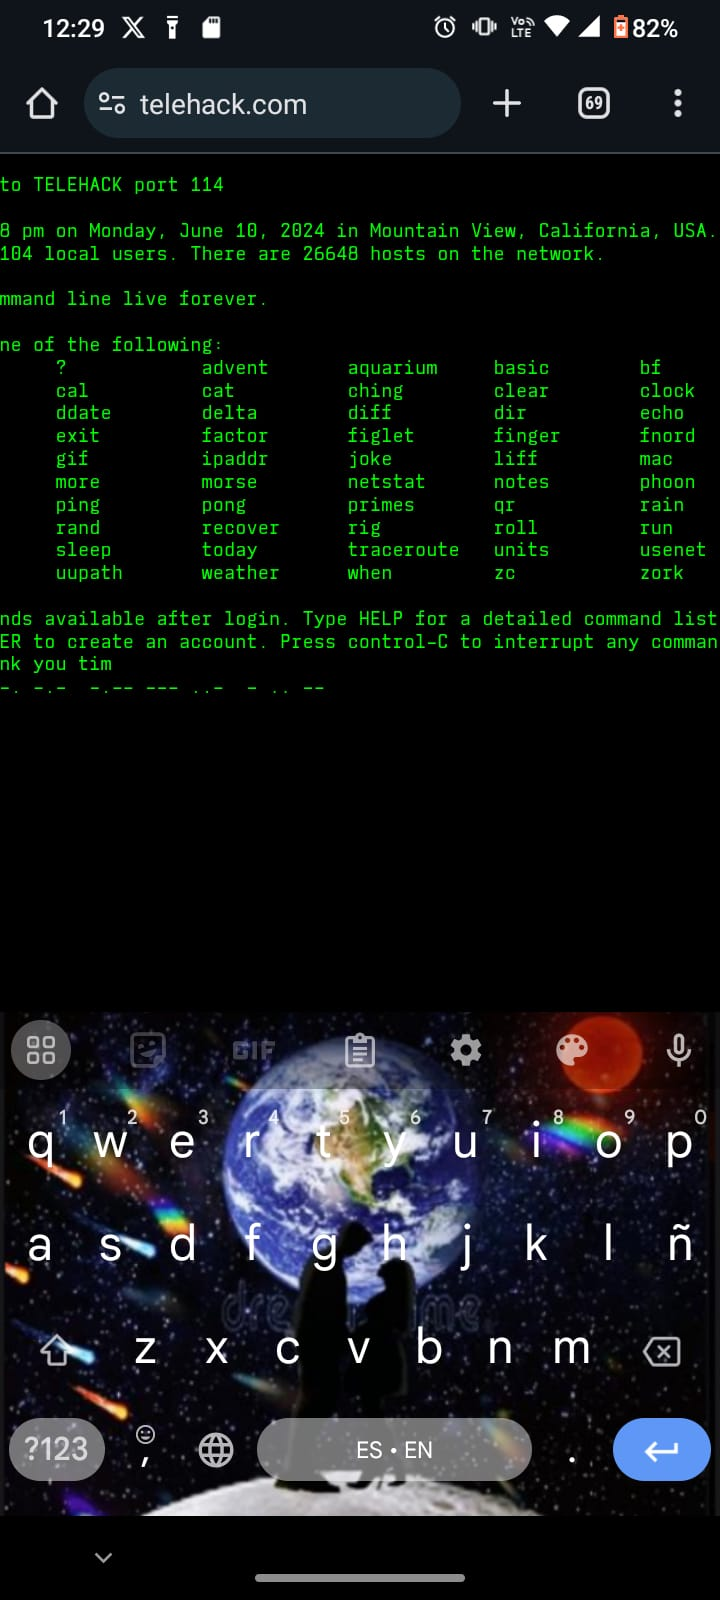 12:29 Vo LTE 82%
telehack.com 69
to TELEHACK port 114
8 pm on Monday, June 10, 2024 in Mountain View, California, USA.
104 local users. There are 26648 hosts on the network.
mmand line live forever.
ne of the following:
? advent aquarium basic bf
cal cat ching clear clock
ddate delta diff dir echo
exit factor figlet finger fnord
gif ipaddr joke liff mac
more morse netstat notes phoon
ping pong primes qr rain
rand recover rig roll run
sleep today traceroute units usenet
uupath weather when zc zork
nds available after login. Type HELP for a detailed command list
ER to create an account. Press control-C to interrupt any comman
nk you tim
-. -.-  -.-- --- ..-  - .. --
GIF
1 2 3 4 5 6 7 8 9 0
q w e r t y u i o p
a s d f g h j k l ñ
z x c v b n m
?123 , ES • EN .